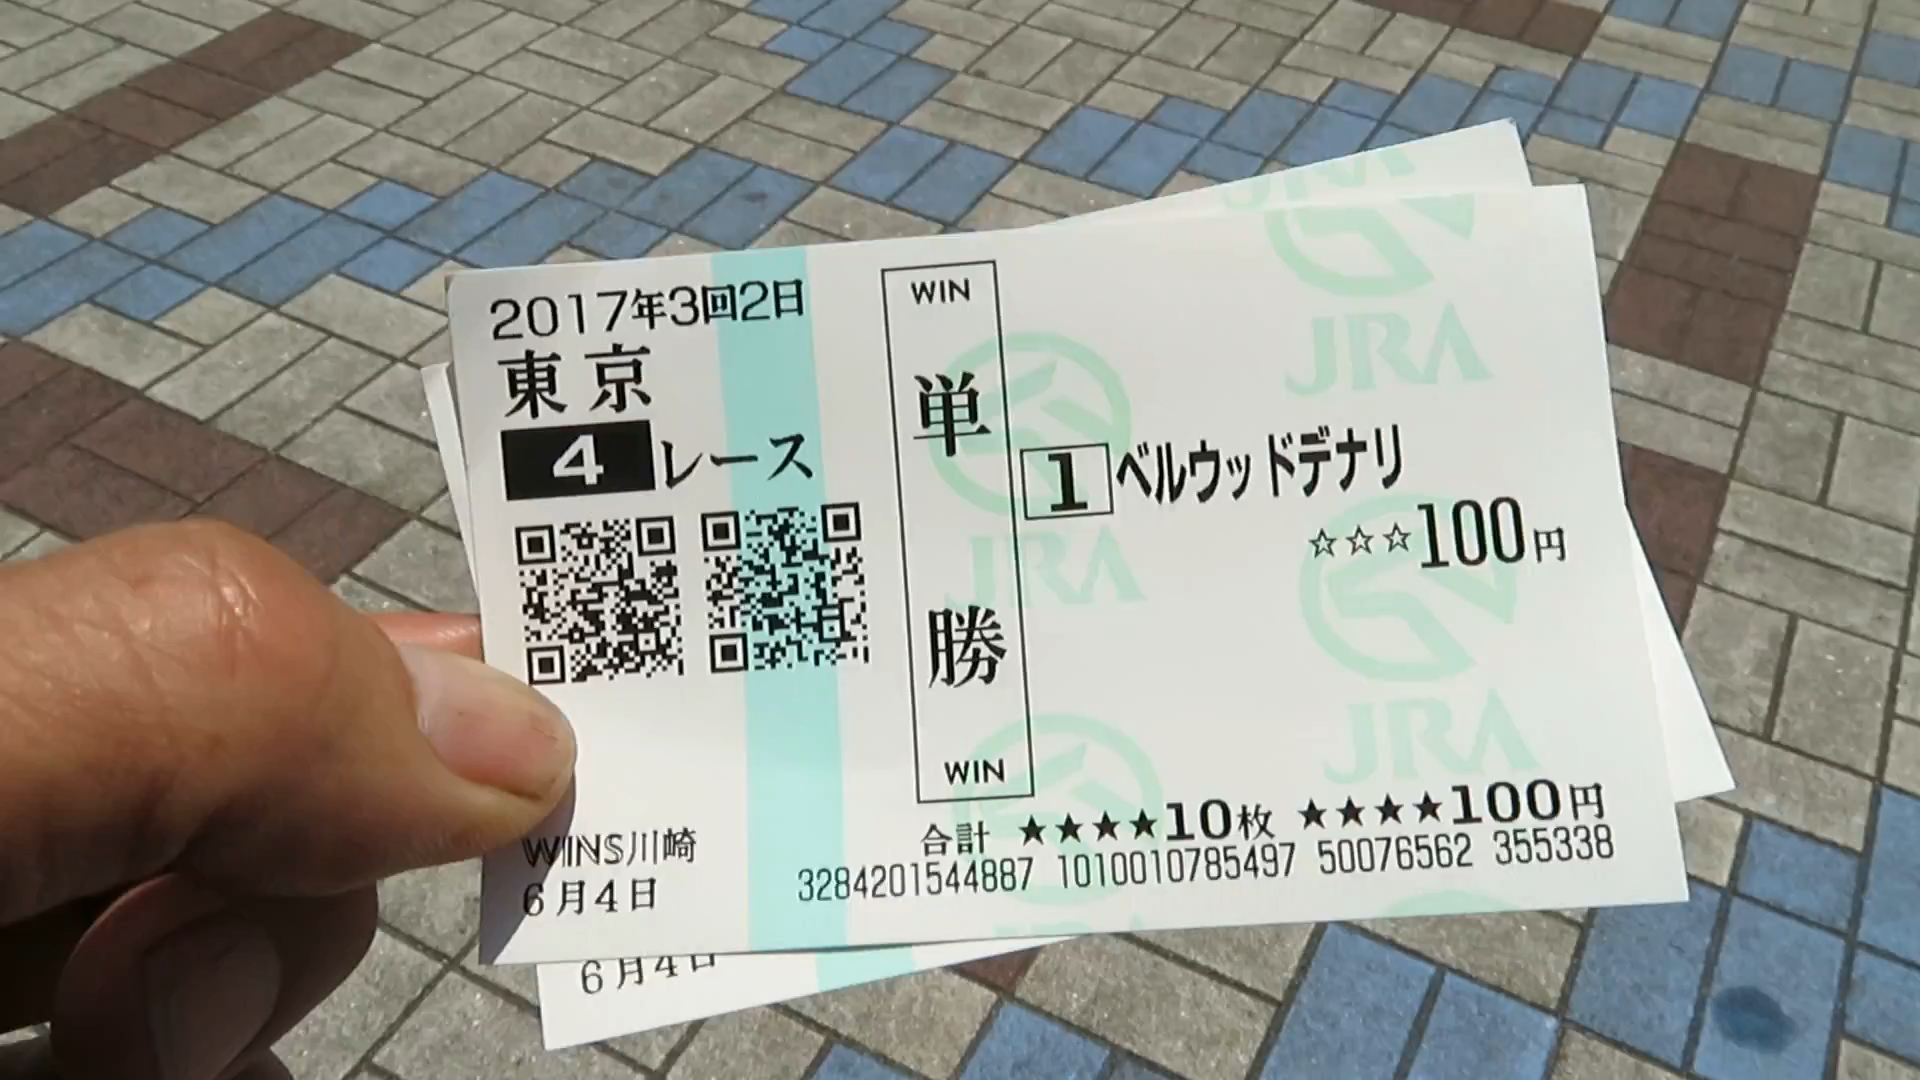 2017年3回2日
東京
4レース
WIN
単勝
WIN
1 ベルウッドデナリ
☆☆☆100円
合計 ★★★★10枚 ★★★★100円
3284201544887 1010010785497 50076562 355338
WINS川崎
6月4日
6月4日
JRA
JRA
JRA
JRA